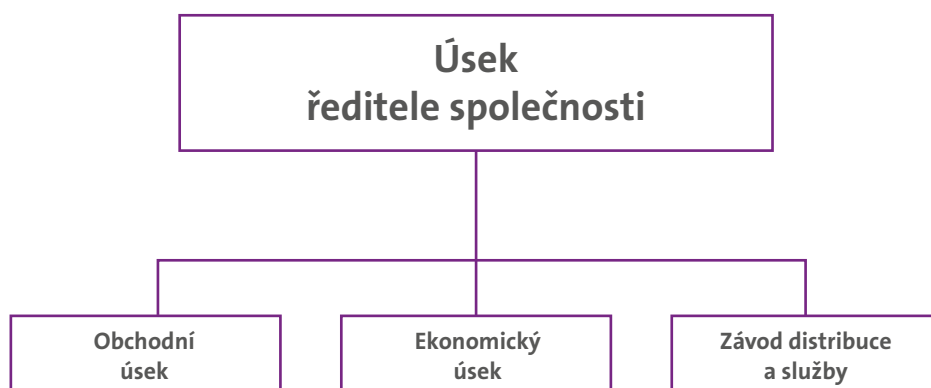 Úsek
ředitele společnosti
Obchodní
úsek
Ekonomický
úsek
Závod distribuce
a služby